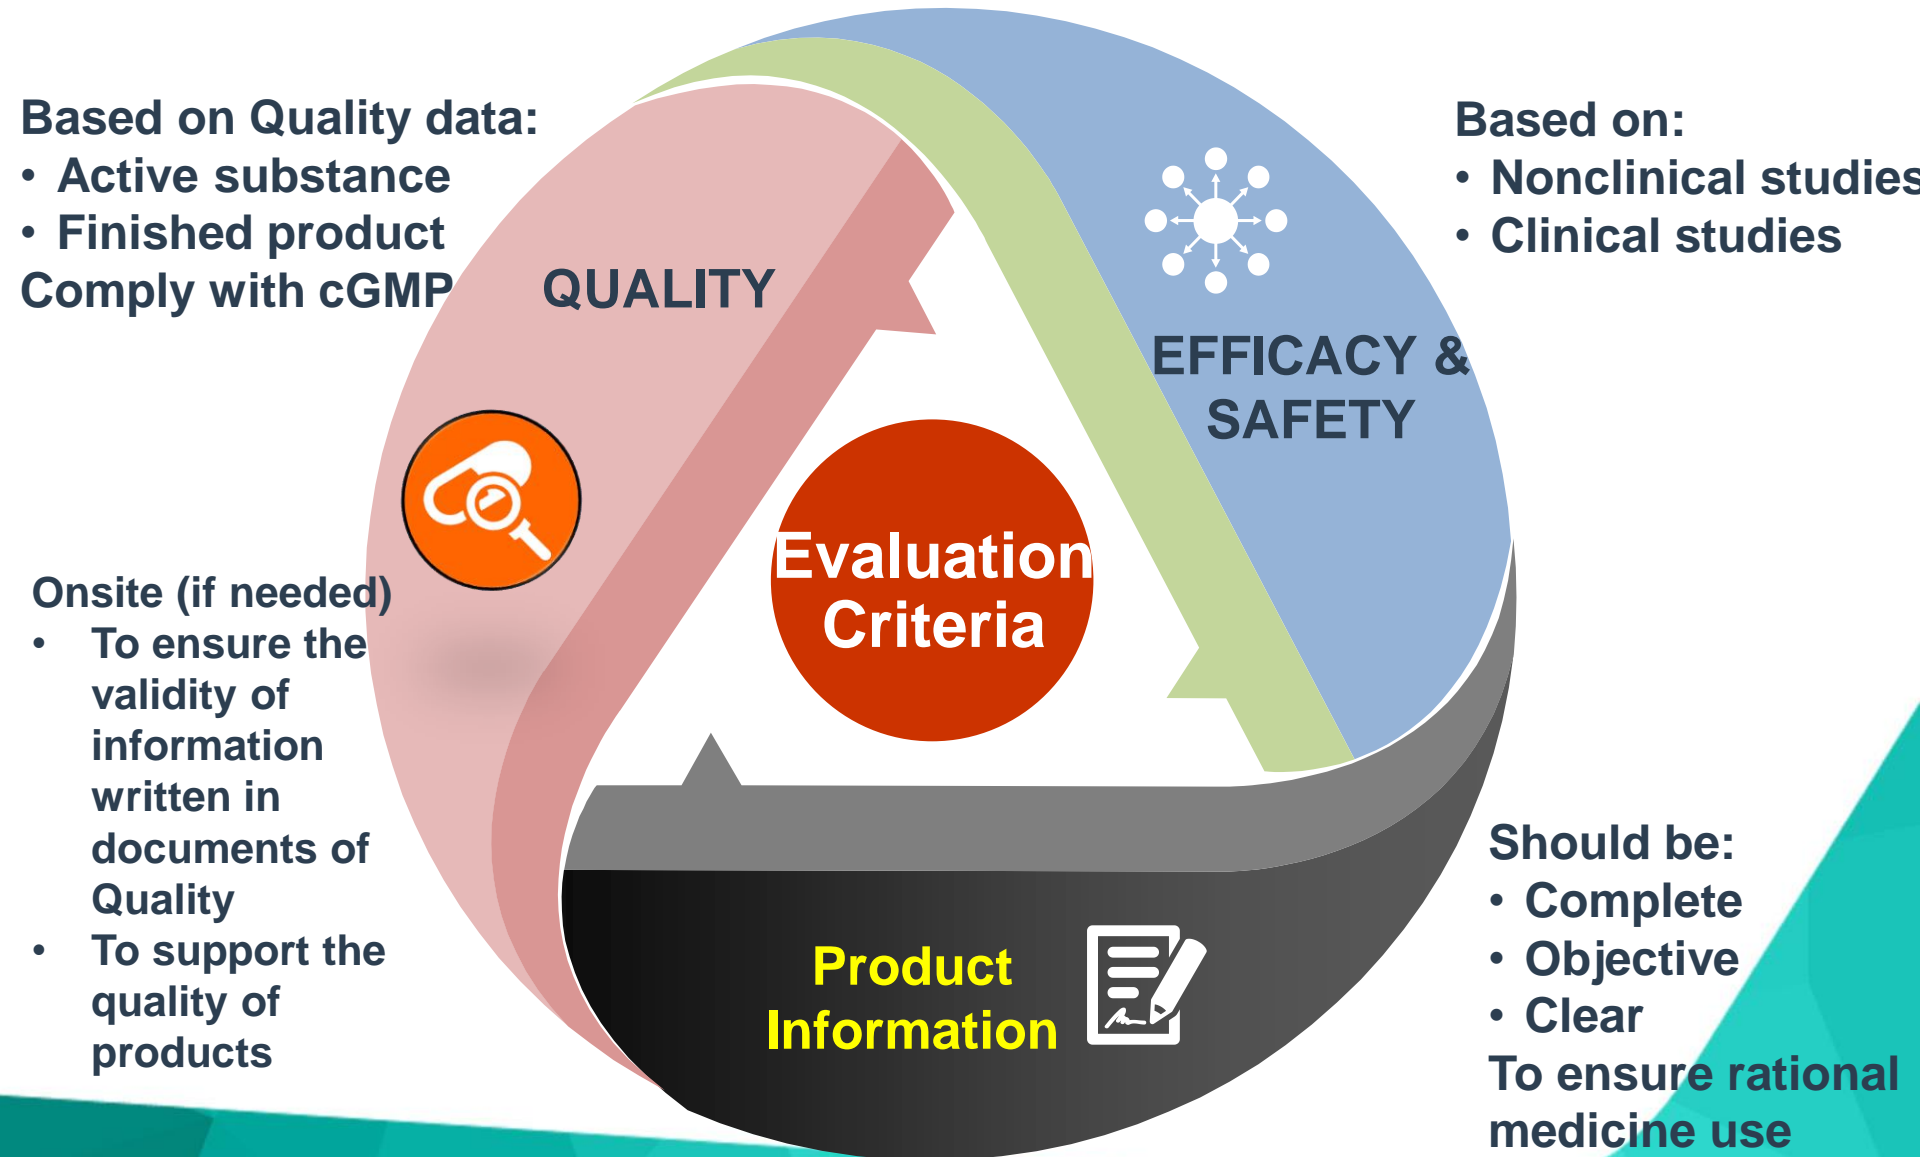 Based on Quality data:
• Active substance
• Finished product
Comply with cGMP
QUALITY
Onsite (if needed)
• To ensure the
validity of
information
written in
documents of
Quality
• To support the
quality of
products
Evaluation
Criteria
EFFICACY &
SAFETY
Based on:
• Nonclinical studies
• Clinical studies
Product
Information
Should be:
• Complete
• Objective
• Clear
To ensure rational
medicine use